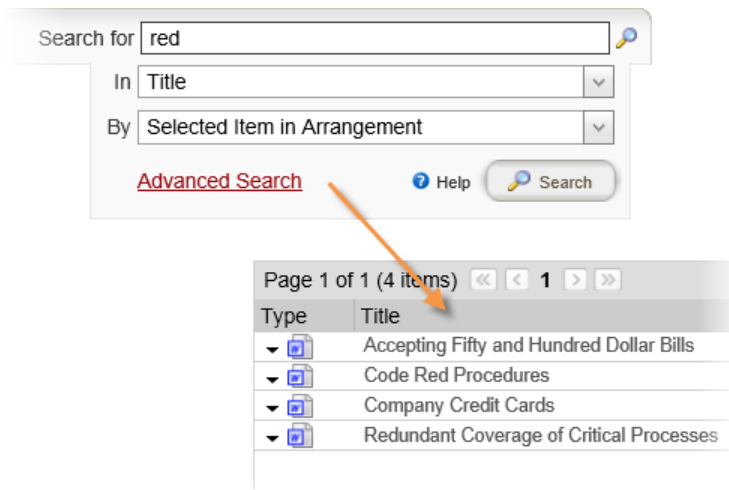 Search for red
In Title
By Selected Item in Arrangement
Advanced Search Help Search
Page 1 of 1 (4 items) 1
Type Title
Accepting Fifty and Hundred Dollar Bills
Code Red Procedures
Company Credit Cards
Redundant Coverage of Critical Processes